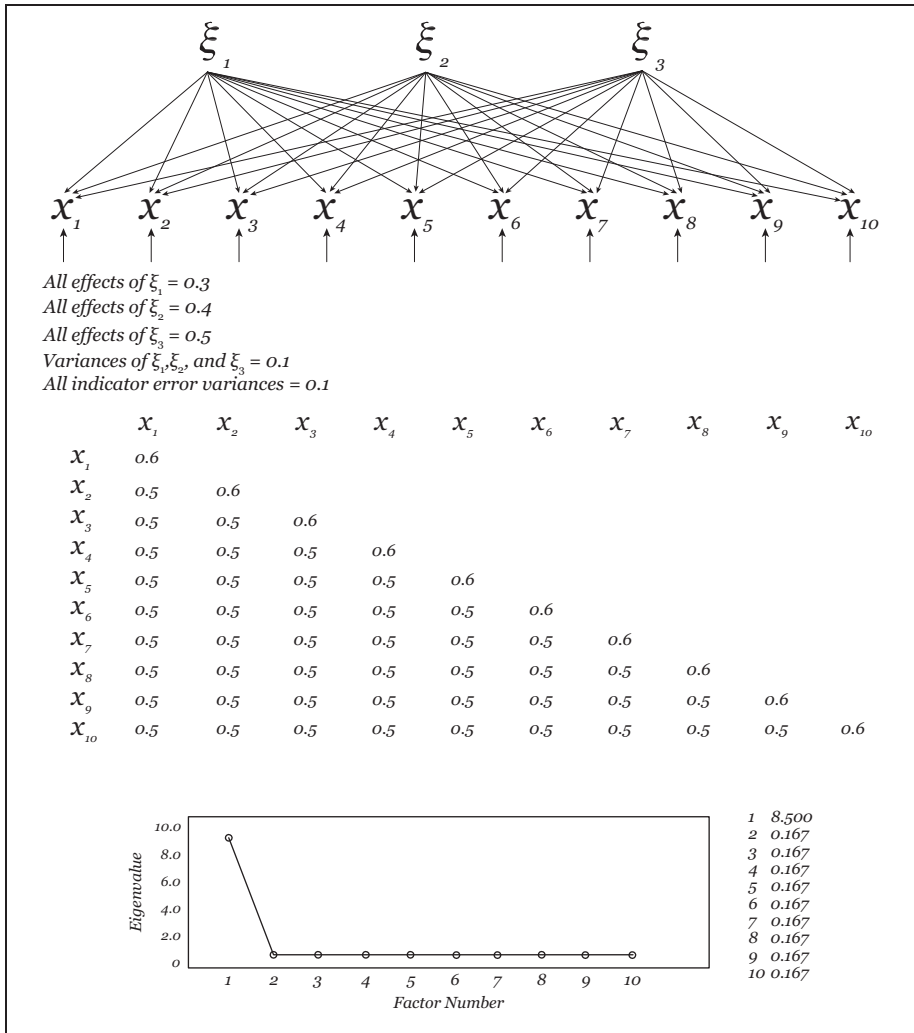 ξ1 ξ2 ξ3
x1 x2 x3 x4 x5 x6 x7 x8 x9 x10
All effects of ξ1 = 0.3
All effects of ξ2 = 0.4
All effects of ξ3 = 0.5
Variances of ξ1,ξ2, and ξ3 = 0.1
All indicator error variances = 0.1
x1 x2 x3 x4 x5 x6 x7 x8 x9 x10
x1 0.6
x2 0.5 0.6
x3 0.5 0.5 0.6
x4 0.5 0.5 0.5 0.6
x5 0.5 0.5 0.5 0.5 0.6
x6 0.5 0.5 0.5 0.5 0.5 0.6
x7 0.5 0.5 0.5 0.5 0.5 0.5 0.6
x8 0.5 0.5 0.5 0.5 0.5 0.5 0.5 0.6
x9 0.5 0.5 0.5 0.5 0.5 0.5 0.5 0.5 0.6
x10 0.5 0.5 0.5 0.5 0.5 0.5 0.5 0.5 0.5 0.6
Eigenvalue
10.0
8.0
6.0
4.0
2.0
0
1 2 3 4 5 6 7 8 9 10
Factor Number
1 8.500
2 0.167
3 0.167
4 0.167
5 0.167
6 0.167
7 0.167
8 0.167
9 0.167
10 0.167